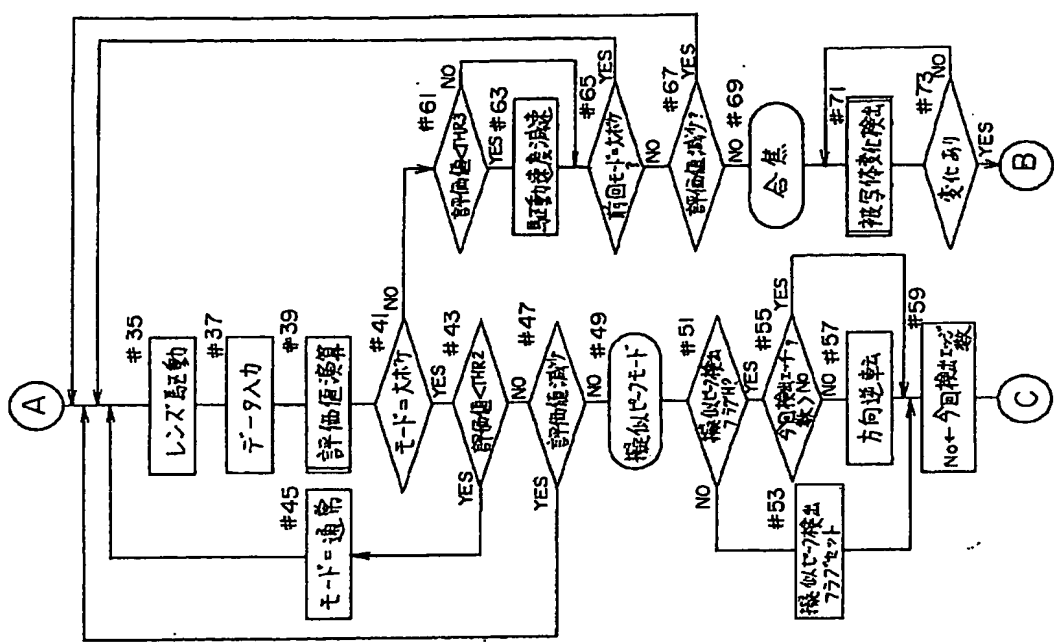 A
#35
レンズ駆動
#37
データ入力
#39
評価値演算
#41
モード=大ボケ
NO
YES
#43
評価値<THR2
YES
NO
#45
モード=通常
#47
評価値減少
YES
NO
#49
擬似ピークモード
#51
擬似ピーク検出
フラグH?
NO
YES
#53
擬似ピーク検出
フラグセット
#55
今回検出エッヂ
数>No
?
YES
NO
#57
方向逆転
#59
No←今回検出エッヂ
数
C
#61
評価値<THR3
NO
YES
#63
駆動速度減速
#65
前回モード=大ボケ
?
YES
NO
#67
評価値減少?
YES
NO
#69
合焦
#71
被写体変化検出
#73
変化あり
NO
YES
B